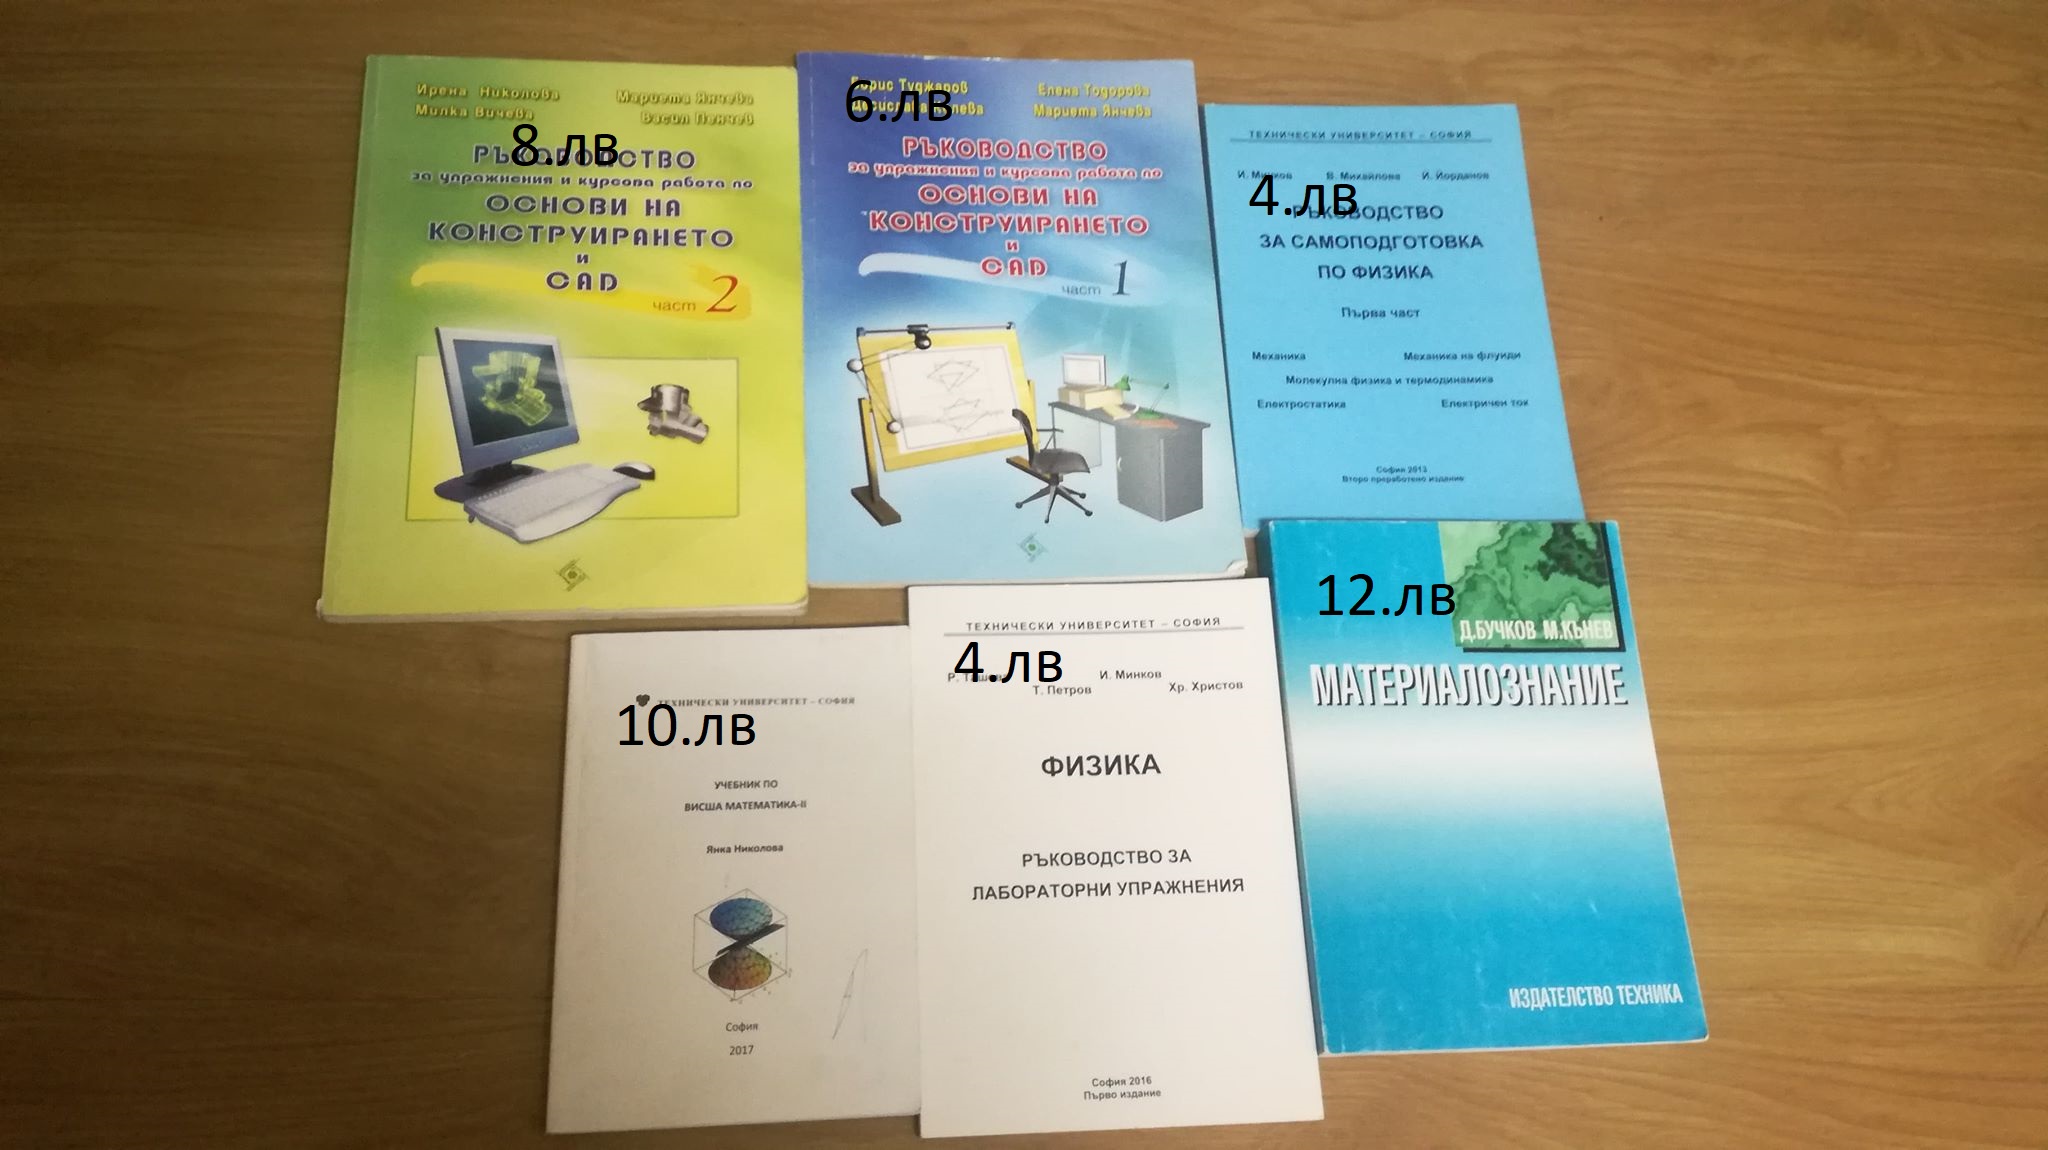 Ирена Николова Мариета Янчева
Милка Вичева Васил Пенчев
8.лв
РЪКОВОДСТВО
за упражнения и курсова работа по
ОСНОВИ НА
КОНСТРУИРАНЕТО
и
CAD
част 2
Борис Туджаров Елена Тодорова
6.лв
Десислава Мариета Янчева
РЪКОВОДСТВО
за упражнения и курсова работа по
ОСНОВИ НА
КОНСТРУИРАНЕТО
и
CAD
част 1
ТЕХНИЧЕСКИ УНИВЕРСИТЕТ – СОФИЯ
И. Минков В. Михайлова Й. Йорданов
4.лв
РЪКОВОДСТВО
ЗА САМОПОДГОТОВКА
ПО ФИЗИКА
Първа част
Механика Механика на флуиди
Молекулна физика и термодинамика
Електростатика Електричен ток
София 2013
Второ преработено издание
ТЕХНИЧЕСКИ УНИВЕРСИТЕТ – СОФИЯ
10.лв
УЧЕБНИК ПО
ВИСША МАТЕМАТИКА-II
Янка Николова
София
2017
ТЕХНИЧЕСКИ УНИВЕРСИТЕТ – СОФИЯ
4.лв
Р. И. Минков
Т. Петров Хр. Христов
ФИЗИКА
РЪКОВОДСТВО ЗА
ЛАБОРАТОРНИ УПРАЖНЕНИЯ
София 2016
Първо издание
12.лв
Д.БУЧКОВ М.КЪНЕВ
МАТЕРИАЛОЗНАНИЕ
ИЗДАТЕЛСТВО ТЕХНИКА